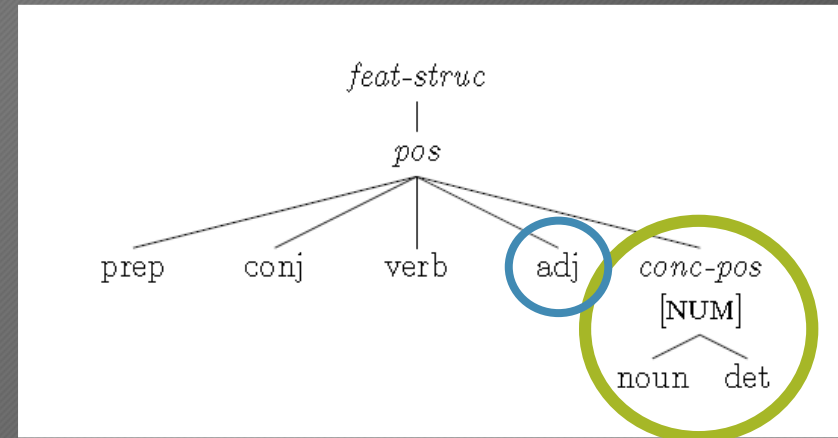 feat-struc
pos
prep conj verb adj conc-pos
[NUM]
noun det